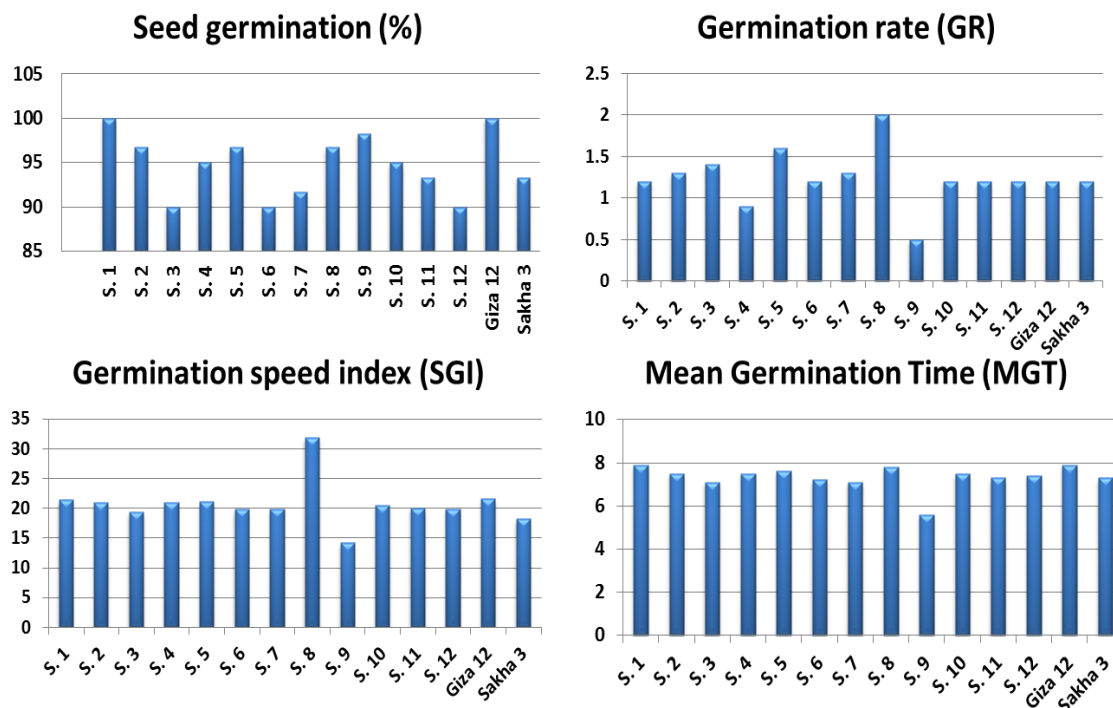 Seed germination (%)
105
100
95
90
85
S. 1
S. 2
S. 3
S. 4
S. 5
S. 6
S. 7
S. 8
S. 9
S. 10
S. 11
S. 12
Giza 12
Sakha 3
Germination rate (GR)
2.5
2
1.5
1
0.5
0
S. 1
S. 2
S. 3
S. 4
S. 5
S. 6
S. 7
S. 8
S. 9
S. 10
S. 11
S. 12
Giza 12
Sakha 3
Germination speed index (SGI)
35
30
25
20
15
10
5
0
S. 1
S. 2
S. 3
S. 4
S. 5
S. 6
S. 7
S. 8
S. 9
S. 10
S. 11
S. 12
Giza 12
Sakha 3
Mean Germination Time (MGT)
10
8
6
4
2
0
S. 1
S. 2
S. 3
S. 4
S. 5
S. 6
S. 7
S. 8
S. 9
S. 10
S. 11
S. 12
Giza 12
Sakha 3